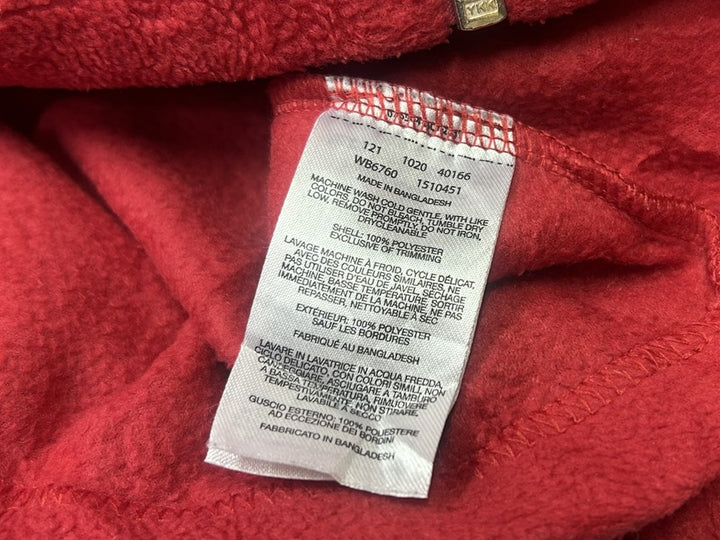 YKK
121 1020 40166
WB6760 1510451
MADE IN BANGLADESH
MACHINE WASH COLD GENTLE, WITH LIKE
COLORS, DO NOT BLEACH, TUMBLE DRY
LOW, REMOVE PROMPTLY, DO NOT IRON,
DRYCLEANABLE
SHELL: 100% POLYESTER
EXCLUSIVE OF TRIMMING
LAVAGE MACHINE À FROID, CYCLE DÉLICAT,
AVEC DES COULEURS SIMILAIRES, NE
PAS UTILISER D'EAU DE JAVEL, SÉCHAGE
MACHINE, BASSE TEMPÉRATURE, SORTIR
IMMÉDIATEMENT DE LA MACHINE, NE PAS
REPASSER, NETTOYABLE À SEC
EXTÉRIEUR: 100% POLYESTER
SAUF LES BORDURES
FABRIQUÉ AU BANGLADESH
LAVARE IN LAVATRICE IN ACQUA FREDDA,
CICLO DELICATO, CON COLORI SIMILI, NON
CANDEGGIARE, ASCIUGARE A TAMBURO
A BASSA TEMPERATURA, RIMUOVERE
TEMPESTIVAMENTE, NON STIRARE,
LAVABILE A SECCO
GUSCIO ESTERNO: 100% POLYESTERE
AD ECCEZIONE DEI BORDINI
FABBRICATO IN BANGLADESH